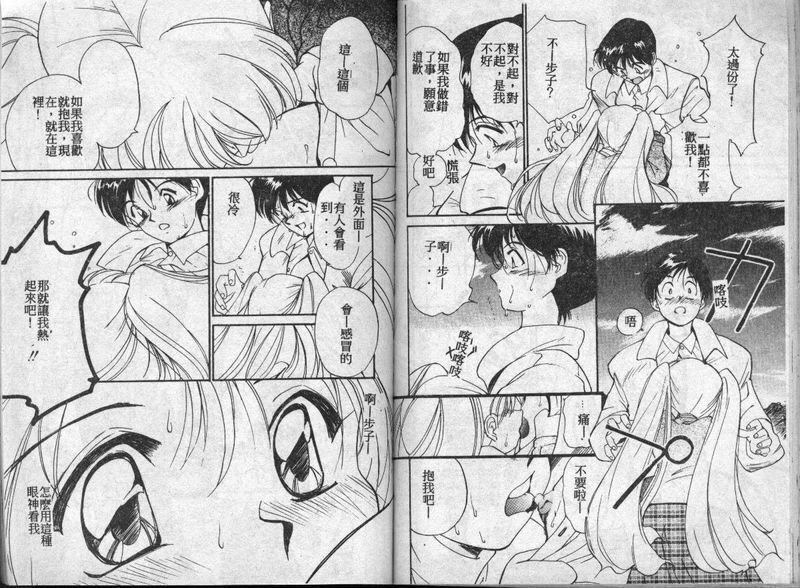 太過份了！
一點都不喜
歡我！
不—步子？
對不起，對
不起，是我
不好
如果我做錯
了事，願意
道歉
慌張
好吧
喀吱
唔
啊—步—
子．．．
喀吱
喀吱
痛—
不要啦—
抱我吧—
這—這個
如果我喜歡
就抱我，現
在，就在這
裡！
這是外面—
有人會看
到．．．
很冷
會—感冒的
那就讓我熱
起來吧！！
啊—步子—
怎麼用這種
眼神看我